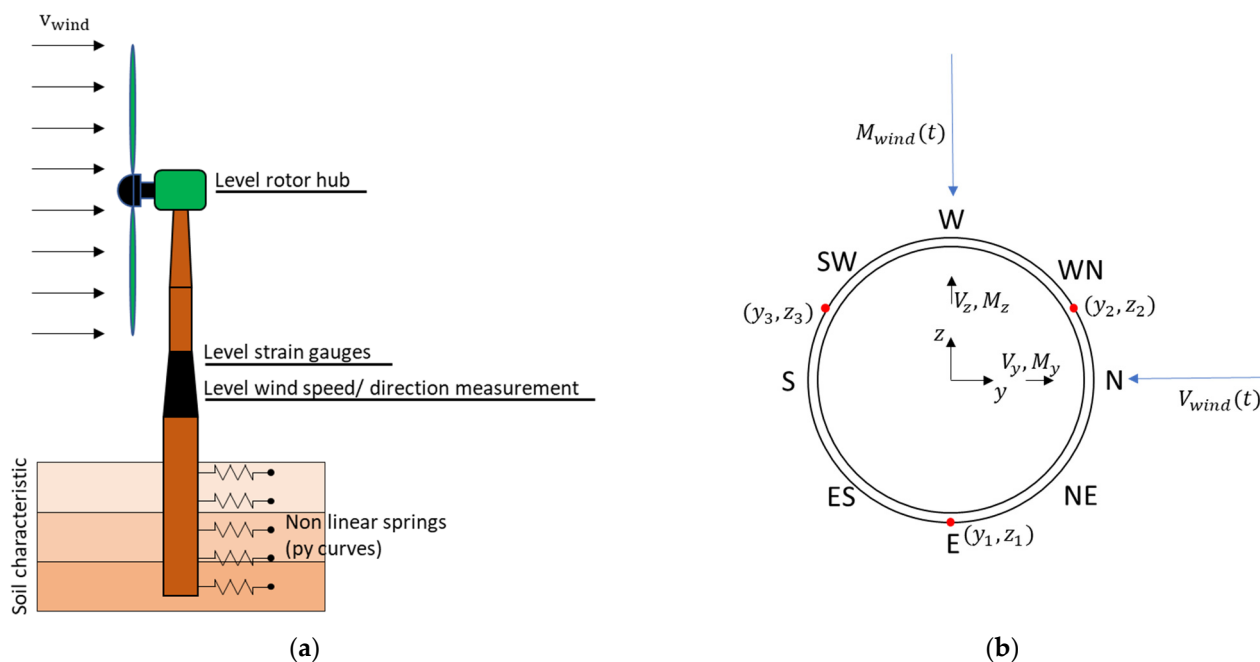 v_wind
Level rotor hub
Level strain gauges
Level wind speed/ direction measurement
Soil characteristic
Non linear springs
(py curves)
(a)
M_wind(t)
W
SW
WN
(y_3, z_3)
(y_2, z_2)
V_z, M_z
z
V_y, M_y
S
y
N
V_wind(t)
ES
NE
E
(y_1, z_1)
(b)